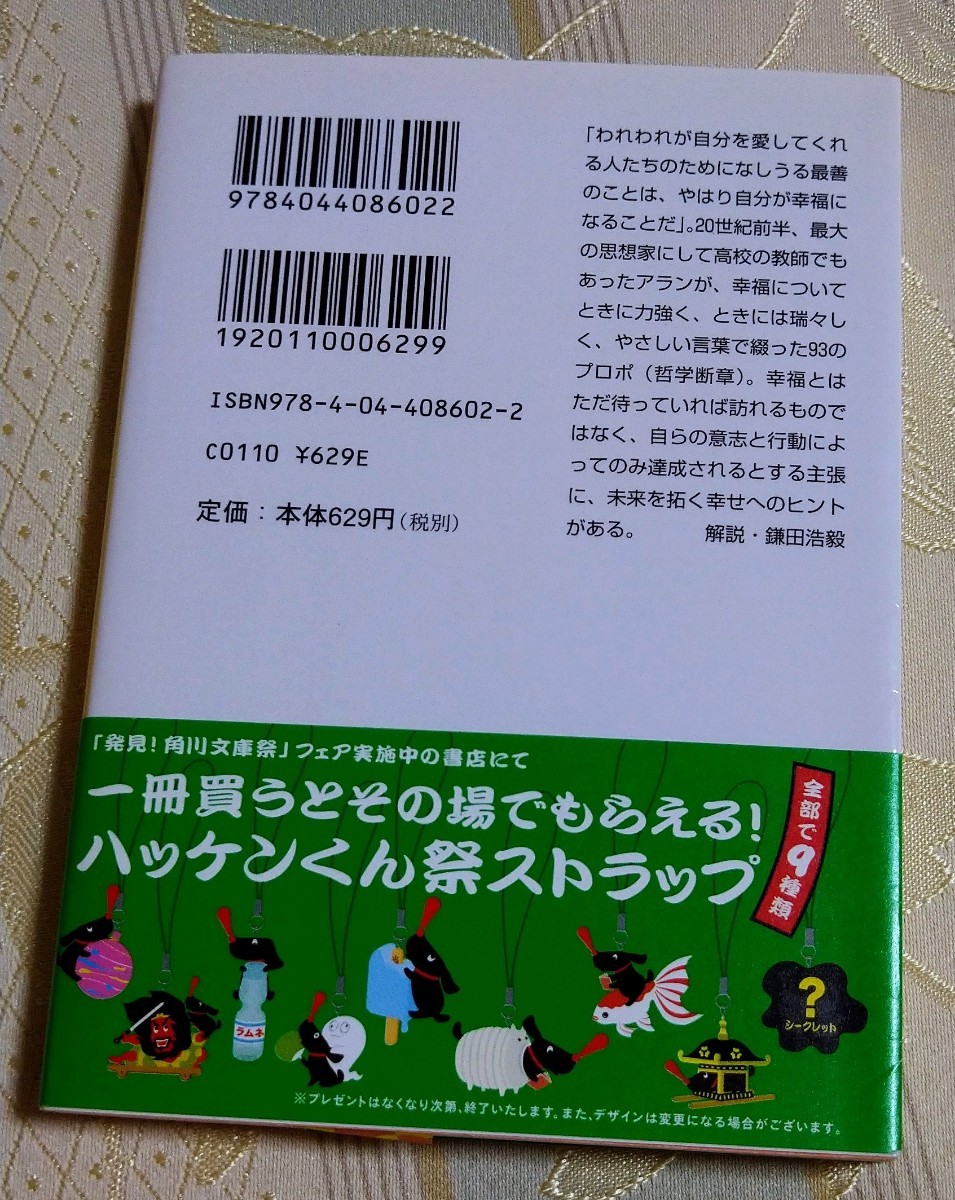 9784044086022
1920110006299
ISBN978-4-04-408602-2
C0110 ¥629E
定価：本体629円（税別）
「われわれが自分を愛してくれ
る人たちのためになしうる最善
のことは、やはり自分が幸福に
なることだ」。20世紀前半、最大
の思想家にして高校の教師でも
あったアランが、幸福について
ときに力強く、ときには瑞々し
く、やさしい言葉で綴った93の
プロポ（哲学断章）。幸福とは
ただ待っていれば訪れるもので
はなく、自らの意志と行動によ
ってのみ達成されるとする主張
に、未来を拓く幸せへのヒント
がある。 解説・鎌田浩毅
「発見！角川文庫祭」フェア実施中の書店にて
一冊買うとその場でもらえる！
ハッケンくん祭ストラップ
全部で9種類
ラムネ
?
シークレット
※プレゼントはなくなり次第、終了いたします。また、デザインは変更になる場合がございます。